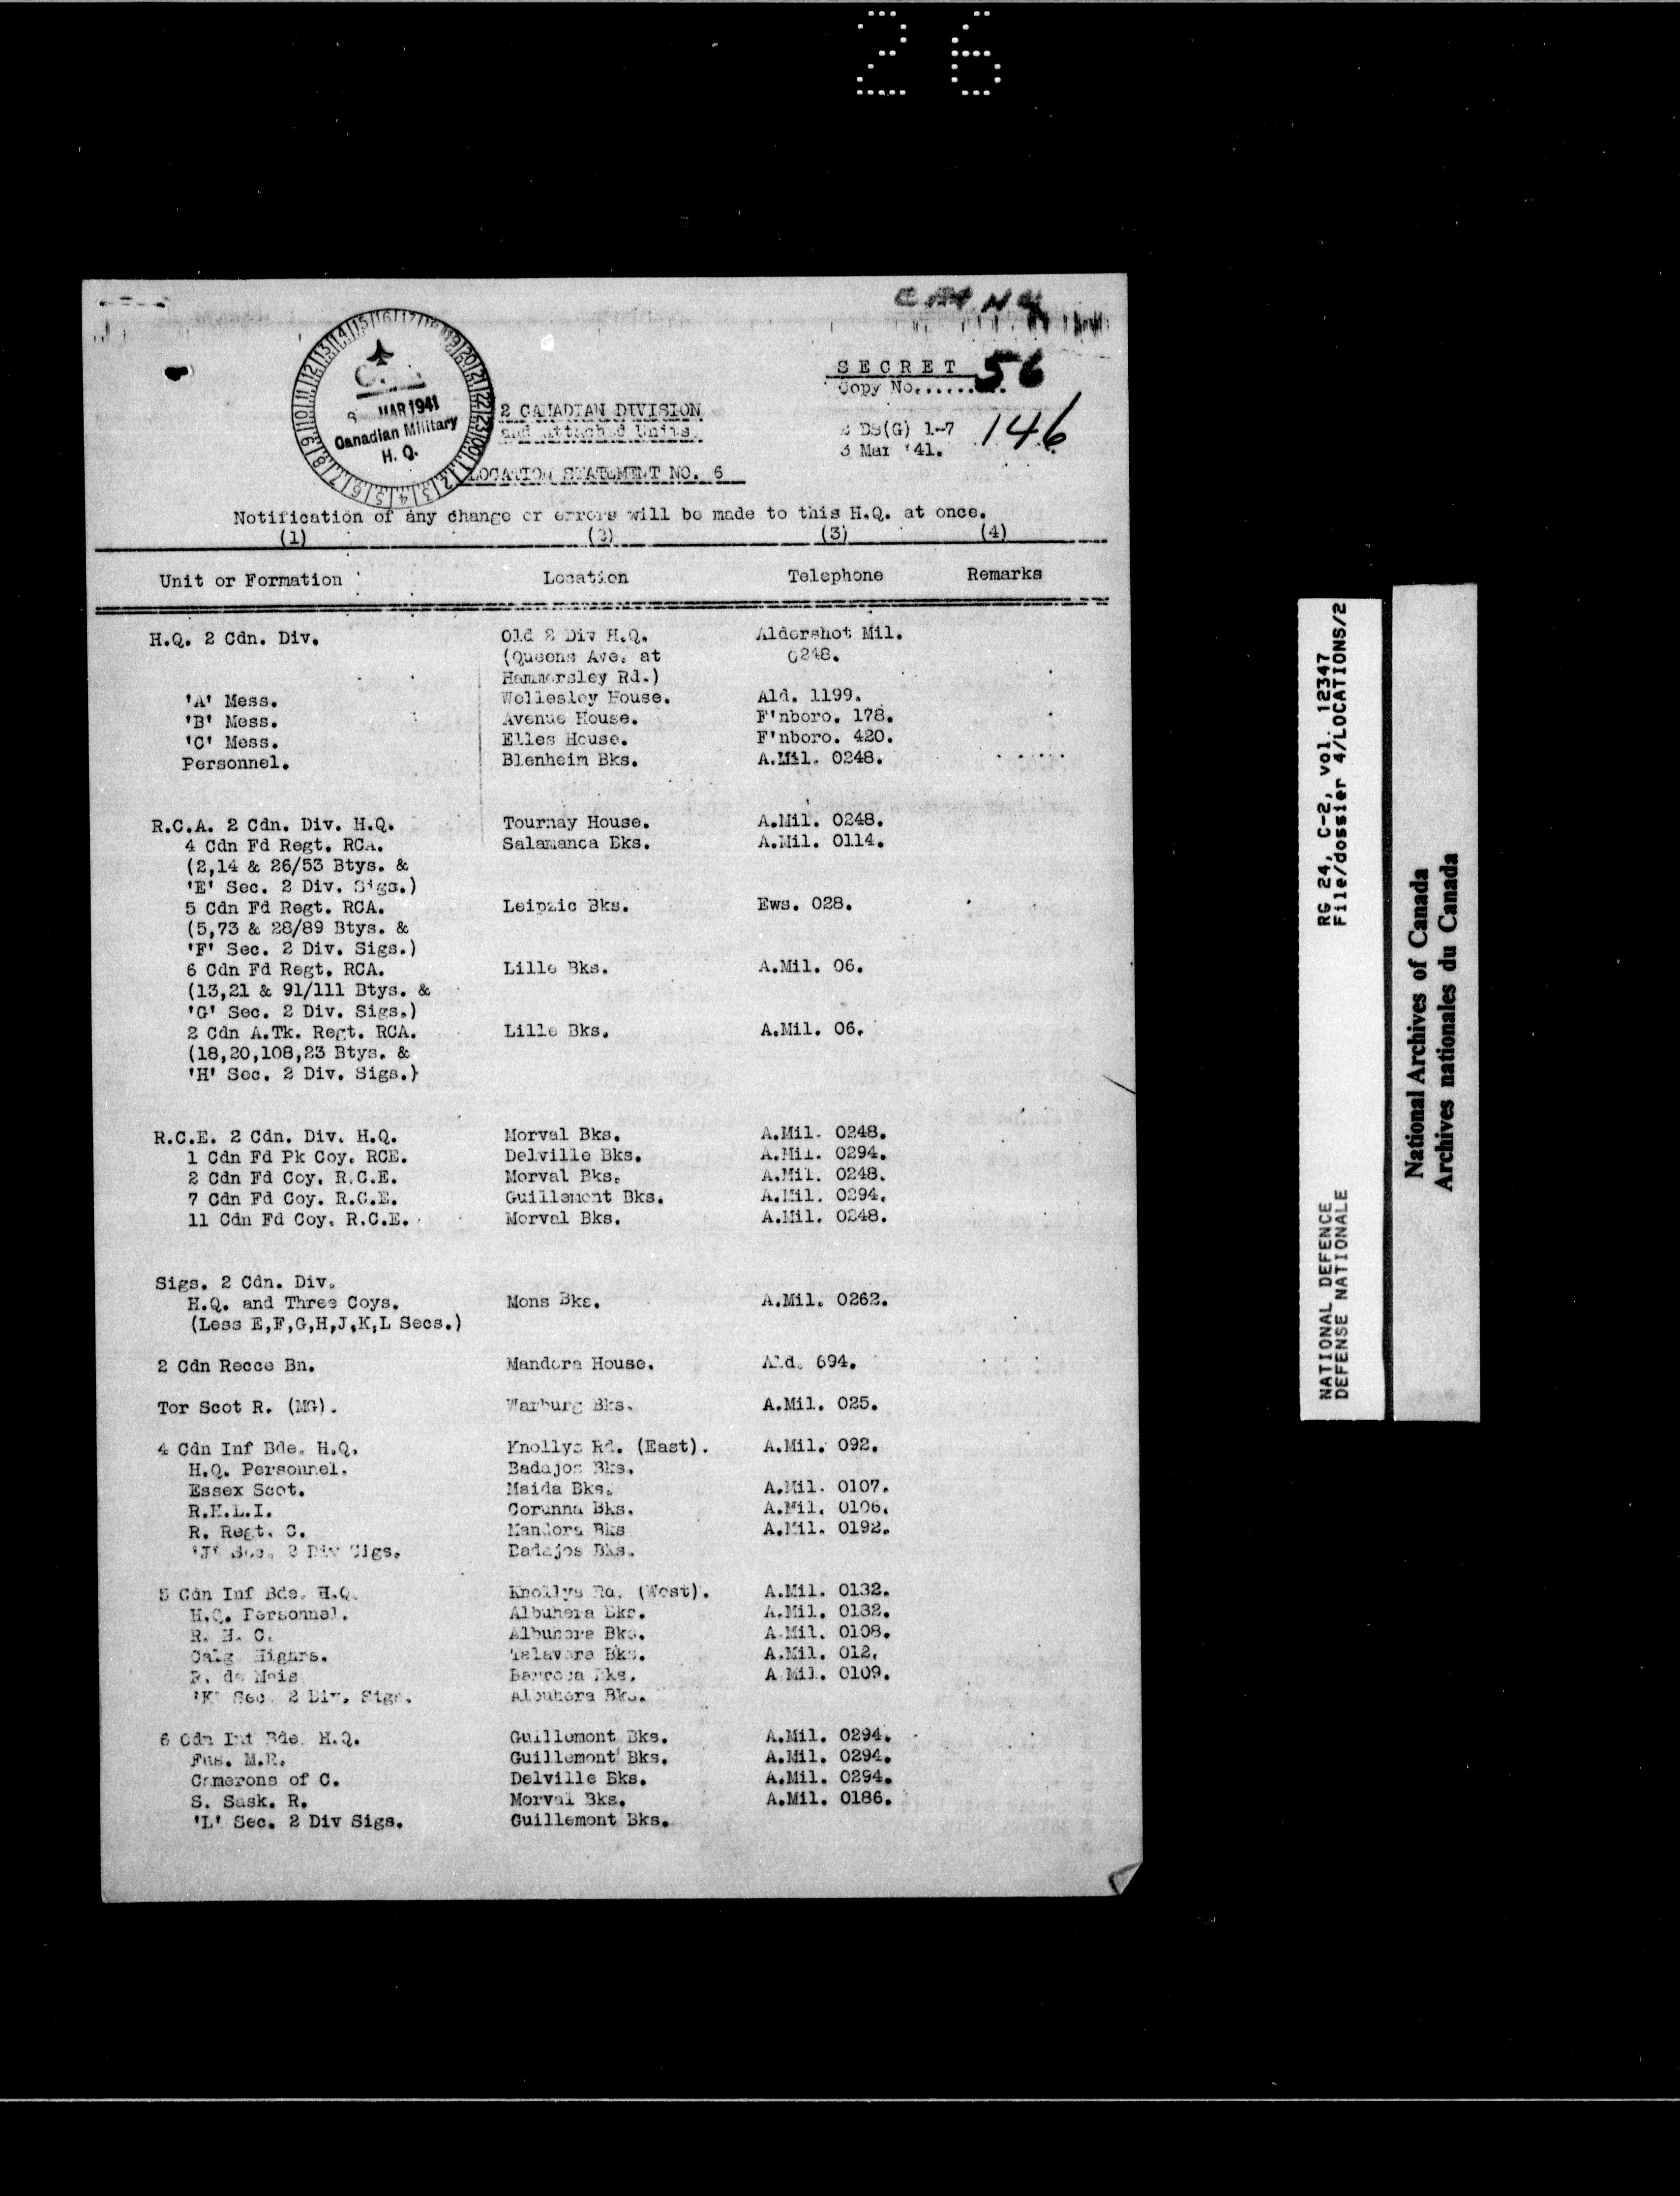 26
CMHQ
SECRET
Copy No....... 56
MAR 1941
Canadian Military
H. Q.
2 CANADIAN DIVISION
and attached Units.
2 DS(G) 1-7
3 Mar '41.
146
LOCATION STATEMENT NO. 6
Notification of any change or errors will be made to this H.Q. at once.
(1) (2) (3) (4)
Unit or Formation Location Telephone Remarks
H.Q. 2 Cdn. Div. Old 2 Div H.Q. Aldershot Mil.
(Queens Ave. at 0248.
Hammersley Rd.)
'A' Mess. Wellesley House. Ald. 1199.
'B' Mess. Avenue House. F'nboro. 178.
'C' Mess. Elles House. F'nboro. 420.
Personnel. Blenheim Bks. A.Mil. 0248.
R.C.A. 2 Cdn. Div. H.Q. Tournay House. A.Mil. 0248.
4 Cdn Fd Regt. RCA. Salamanca Bks. A.Mil. 0114.
(2,14 & 26/53 Btys. &
'E' Sec. 2 Div. Sigs.)
5 Cdn Fd Regt. RCA. Leipzic Bks. Ews. 028.
(5,73 & 28/89 Btys. &
'F' Sec. 2 Div. Sigs.)
6 Cdn Fd Regt. RCA. Lille Bks. A.Mil. 06.
(13,21 & 91/111 Btys. &
'G' Sec. 2 Div. Sigs.)
2 Cdn A.Tk. Regt. RCA. Lille Bks. A.Mil. 06.
(18,20,108,23 Btys. &
'H' Sec. 2 Div. Sigs.)
R.C.E. 2 Cdn. Div. H.Q. Morval Bks. A.Mil. 0248.
1 Cdn Fd Pk Coy. RCE. Delville Bks. A.Mil. 0294.
2 Cdn Fd Coy. R.C.E. Morval Bks. A.Mil. 0248.
7 Cdn Fd Coy. R.C.E. Guillemont Bks. A.Mil. 0294.
11 Cdn Fd Coy. R.C.E. Morval Bks. A.Mil. 0248.
Sigs. 2 Cdn. Div.
H.Q. and Three Coys. Mons Bks. A.Mil. 0262.
(Less E,F,G,H,J,K,L Secs.)
2 Cdn Recce Bn. Mandora House. Ald. 694.
Tor Scot R. (MG). Warburg Bks. A.Mil. 025.
4 Cdn Inf Bde. H.Q. Knollys Rd. (East). A.Mil. 092.
H.Q. Personnel. Badajos Bks.
Essex Scot. Maida Bks. A.Mil. 0107.
R.H.L.I. Corunna Bks. A.Mil. 0106.
R. Regt. C. Mandora Bks A.Mil. 0192.
'J' Sec. 2 Div Sigs. Badajos Bks.
5 Cdn Inf Bde. H.Q. Knollys Rd. (West). A.Mil. 0132.
H.Q. Personnel. Albuhera Bks. A.Mil. 0132.
R. H. C. Albuhera Bks. A.Mil. 0108.
Calg. Highrs. Talavera Bks. A.Mil. 012.
R. de Mais Barrosa Bks. A Mil. 0109.
'K' Sec. 2 Div. Sigs. Albuhera Bks.
6 Cdn Inf Bde. H.Q. Guillemont Bks. A.Mil. 0294.
Fus. M.R. Guillemont Bks. A.Mil. 0294.
Camerons of C. Delville Bks. A.Mil. 0294.
S. Sask. R. Morval Bks. A.Mil. 0186.
'L' Sec. 2 Div Sigs. Guillemont Bks.
RG 24, C-2, vol. 12347
File/dossier 4/LOCATIONS/2
NATIONAL DEFENCE
DEFENSE NATIONALE
National Archives of Canada
Archives nationales du Canada